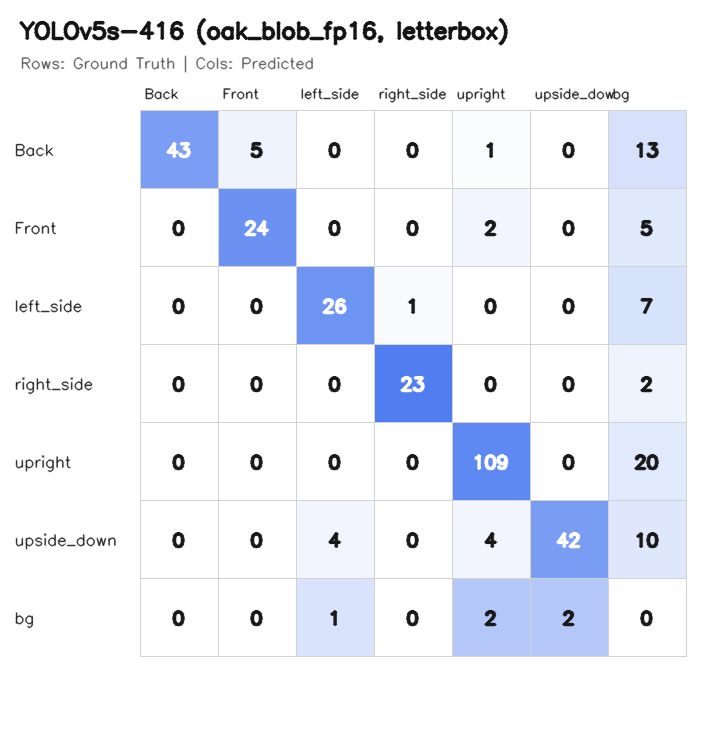 YOLOv5s-416 (oak_blob_fp16, letterbox)
Rows: Ground Truth | Cols: Predicted
Back Front left_side right_side upright upside_dowbg
Back 43 5 0 0 1 0 13
Front 0 24 0 0 2 0 5
left_side 0 0 26 1 0 0 7
right_side 0 0 0 23 0 0 2
upright 0 0 0 0 109 0 20
upside_down 0 0 4 0 4 42 10
bg 0 0 1 0 2 2 0